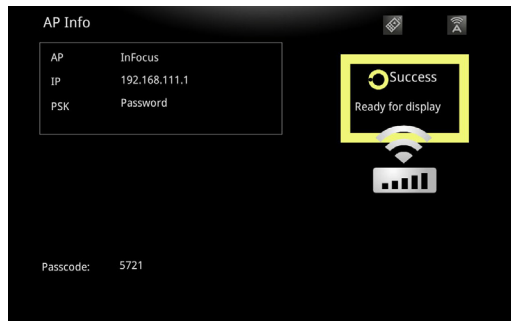 AP Info
AP InFocus
IP 192.168.111.1
PSK Password
Success
Ready for display
Passcode: 5721